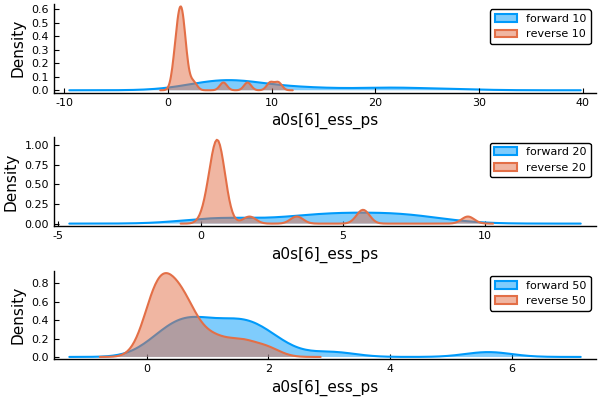 0.6
0.5
0.4
0.3
0.2
0.1
0.0
Density
forward 10
reverse 10
-10 0 10 20 30 40
a0s[6]_ess_ps
1.00
0.75
0.50
0.25
0.00
Density
forward 20
reverse 20
-5 0 5 10
a0s[6]_ess_ps
0.8
0.6
0.4
0.2
0.0
Density
forward 50
reverse 50
0 2 4 6
a0s[6]_ess_ps